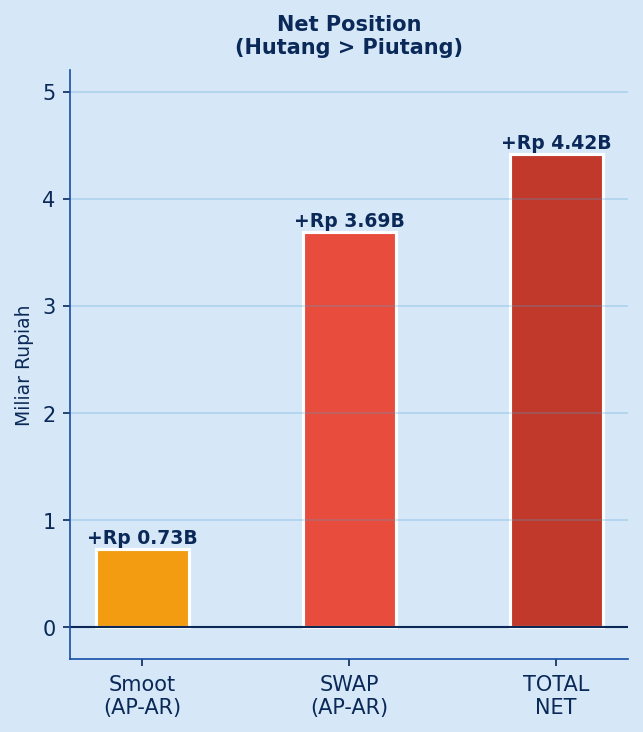 Net Position
(Hutang > Piutang)
Miliar Rupiah
5
4
3
2
1
0
+Rp 0.73B
+Rp 3.69B
+Rp 4.42B
Smoot
(AP-AR)
SWAP
(AP-AR)
TOTAL
NET